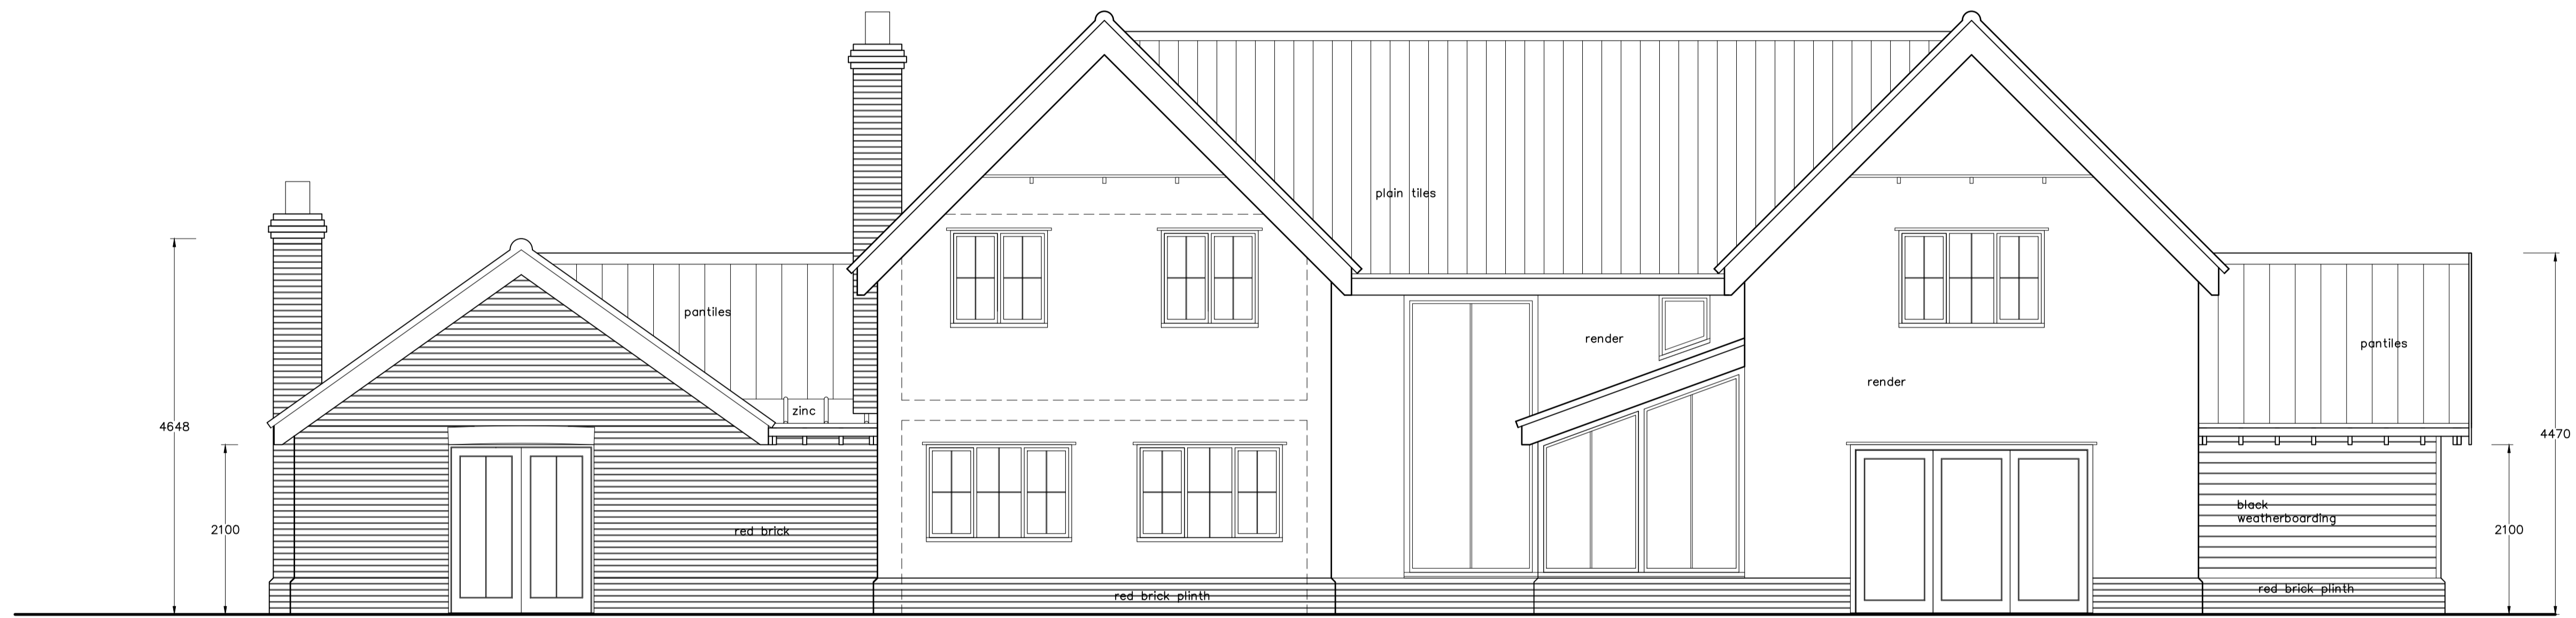 plain tiles
pantiles
render
pantiles
render
zinc
4648
4470
2100
red brick
black
weatherboarding
2100
red brick plinth
red brick plinth